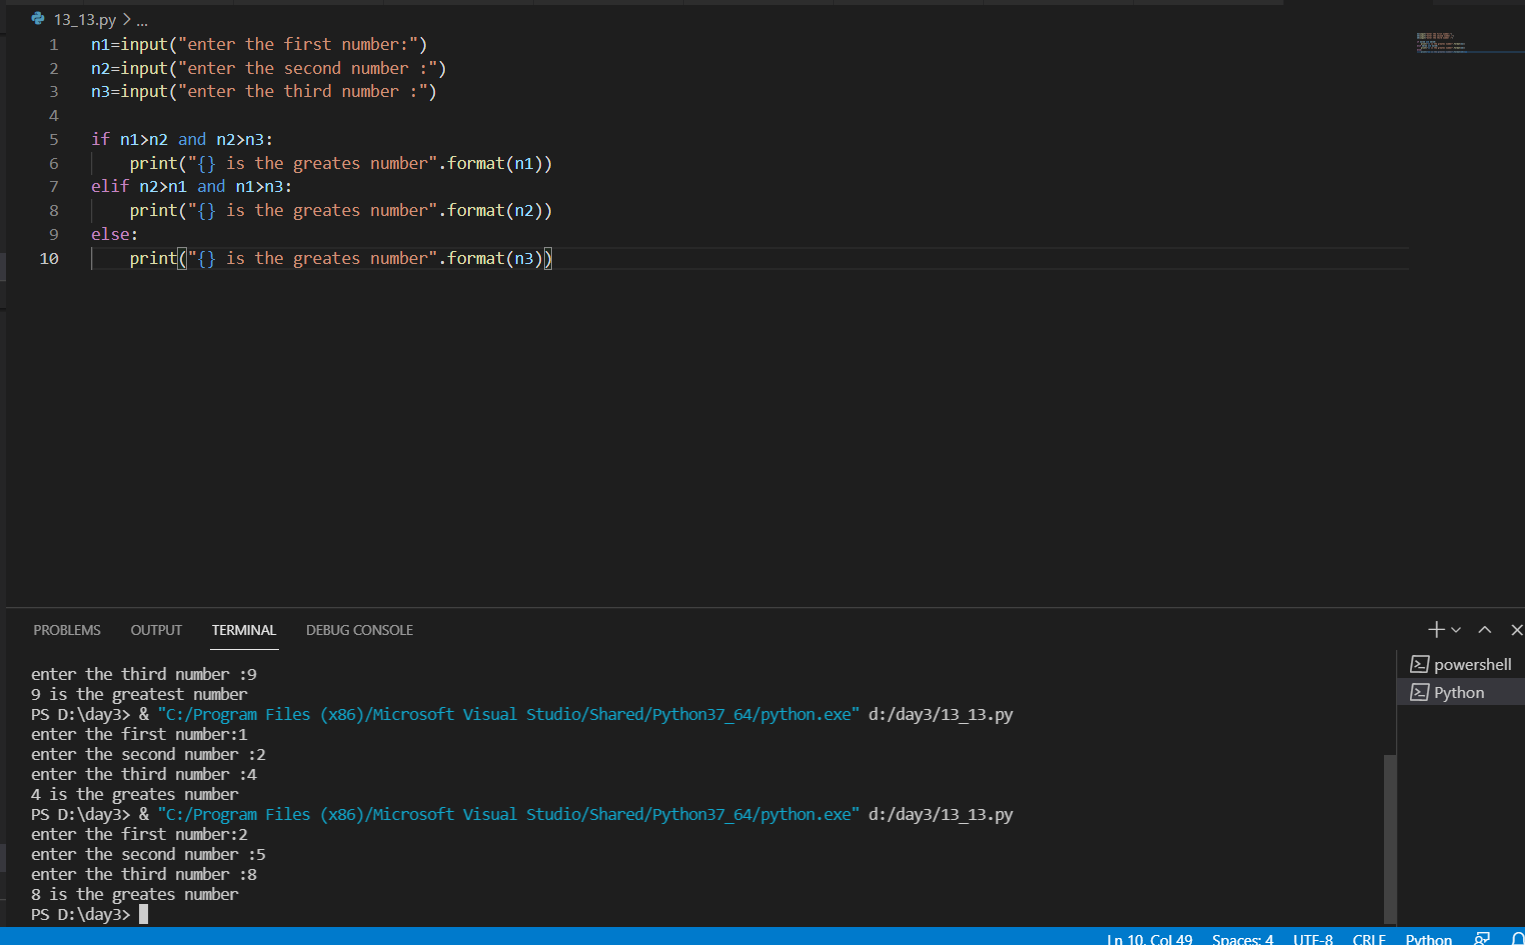 13_13.py > ...
1 n1=input("enter the first number:")
2 n2=input("enter the second number :")
3 n3=input("enter the third number :")
4
5 if n1>n2 and n2>n3:
6     print("{} is the greates number".format(n1))
7 elif n2>n1 and n1>n3:
8     print("{} is the greates number".format(n2))
9 else:
10     print("{} is the greates number".format(n3))
PROBLEMS OUTPUT TERMINAL DEBUG CONSOLE
powershell
Python
enter the third number :9
9 is the greatest number
PS D:\day3> & "C:/Program Files (x86)/Microsoft Visual Studio/Shared/Python37_64/python.exe" d:/day3/13_13.py
enter the first number:1
enter the second number :2
enter the third number :4
4 is the greates number
PS D:\day3> & "C:/Program Files (x86)/Microsoft Visual Studio/Shared/Python37_64/python.exe" d:/day3/13_13.py
enter the first number:2
enter the second number :5
enter the third number :8
8 is the greates number
PS D:\day3>
Ln 10, Col 49 Spaces: 4 UTF-8 CRLF Python